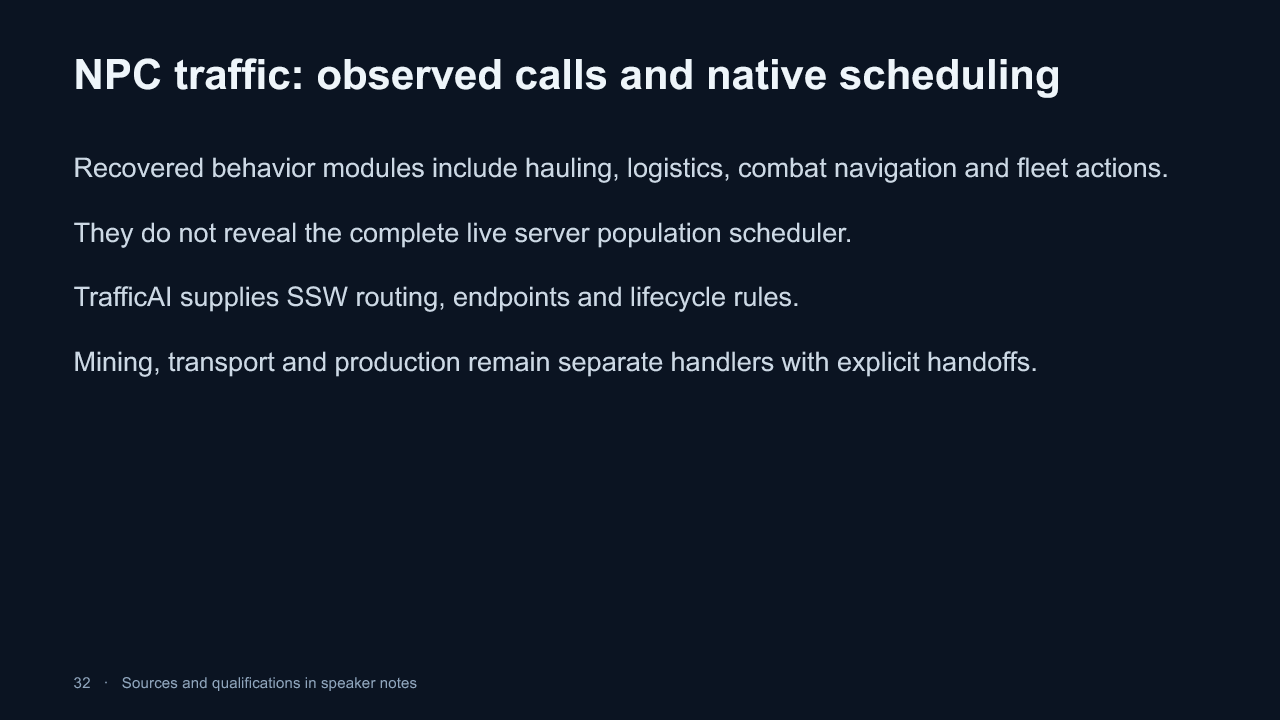 NPC traffic: observed calls and native scheduling
Recovered behavior modules include hauling, logistics, combat navigation and fleet actions.
They do not reveal the complete live server population scheduler.
TrafficAI supplies SSW routing, endpoints and lifecycle rules.
Mining, transport and production remain separate handlers with explicit handoffs.
32 · Sources and qualifications in speaker notes